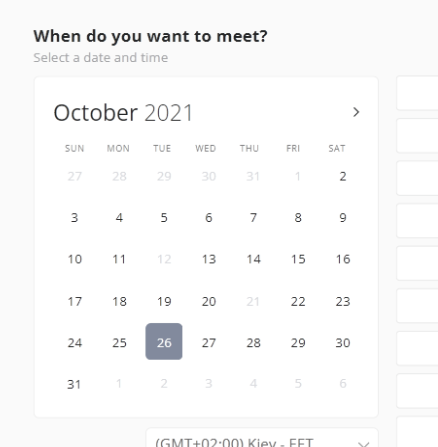 When do you want to meet?
Select a date and time
October 2021
SUN MON TUE WED THU FRI SAT
27 28 29 30 31 1 2
3 4 5 6 7 8 9
10 11 12 13 14 15 16
17 18 19 20 21 22 23
24 25 26 27 28 29 30
31 1 2 3 4 5 6
(GMT+02:00) Kiev - EET